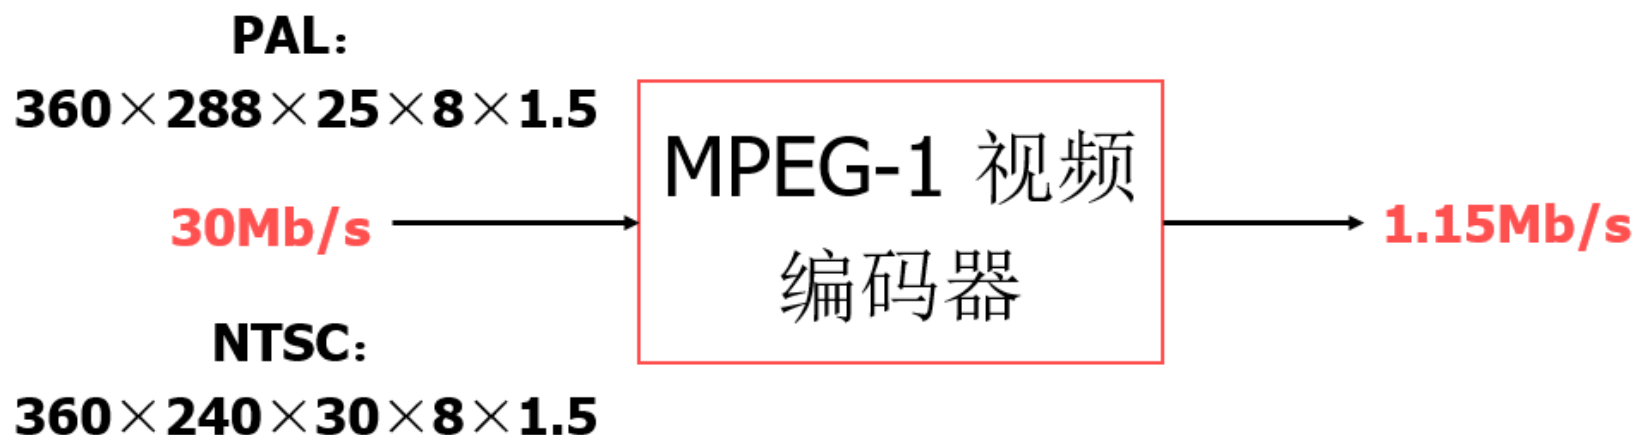 PAL：
360×288×25×8×1.5
30Mb/s
NTSC：
360×240×30×8×1.5
MPEG-1 视频
编码器
1.15Mb/s